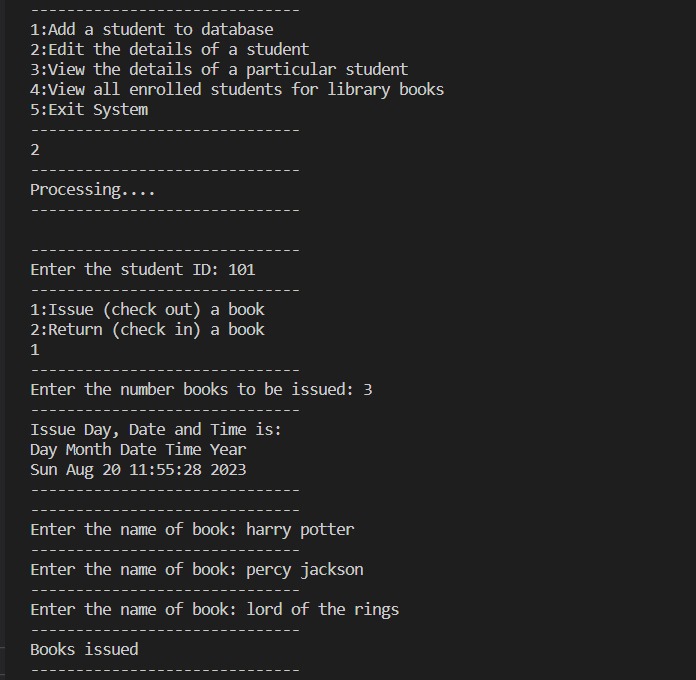 ------------------------------
1:Add a student to database
2:Edit the details of a student
3:View the details of a particular student
4:View all enrolled students for library books
5:Exit System
------------------------------
2
------------------------------
Processing....
------------------------------

------------------------------
Enter the student ID: 101
------------------------------
1:Issue (check out) a book
2:Return (check in) a book
1
------------------------------
Enter the number books to be issued: 3
------------------------------
Issue Day, Date and Time is:
Day Month Date Time Year
Sun Aug 20 11:55:28 2023
------------------------------
------------------------------
Enter the name of book: harry potter
------------------------------
Enter the name of book: percy jackson
------------------------------
Enter the name of book: lord of the rings
------------------------------
Books issued
------------------------------